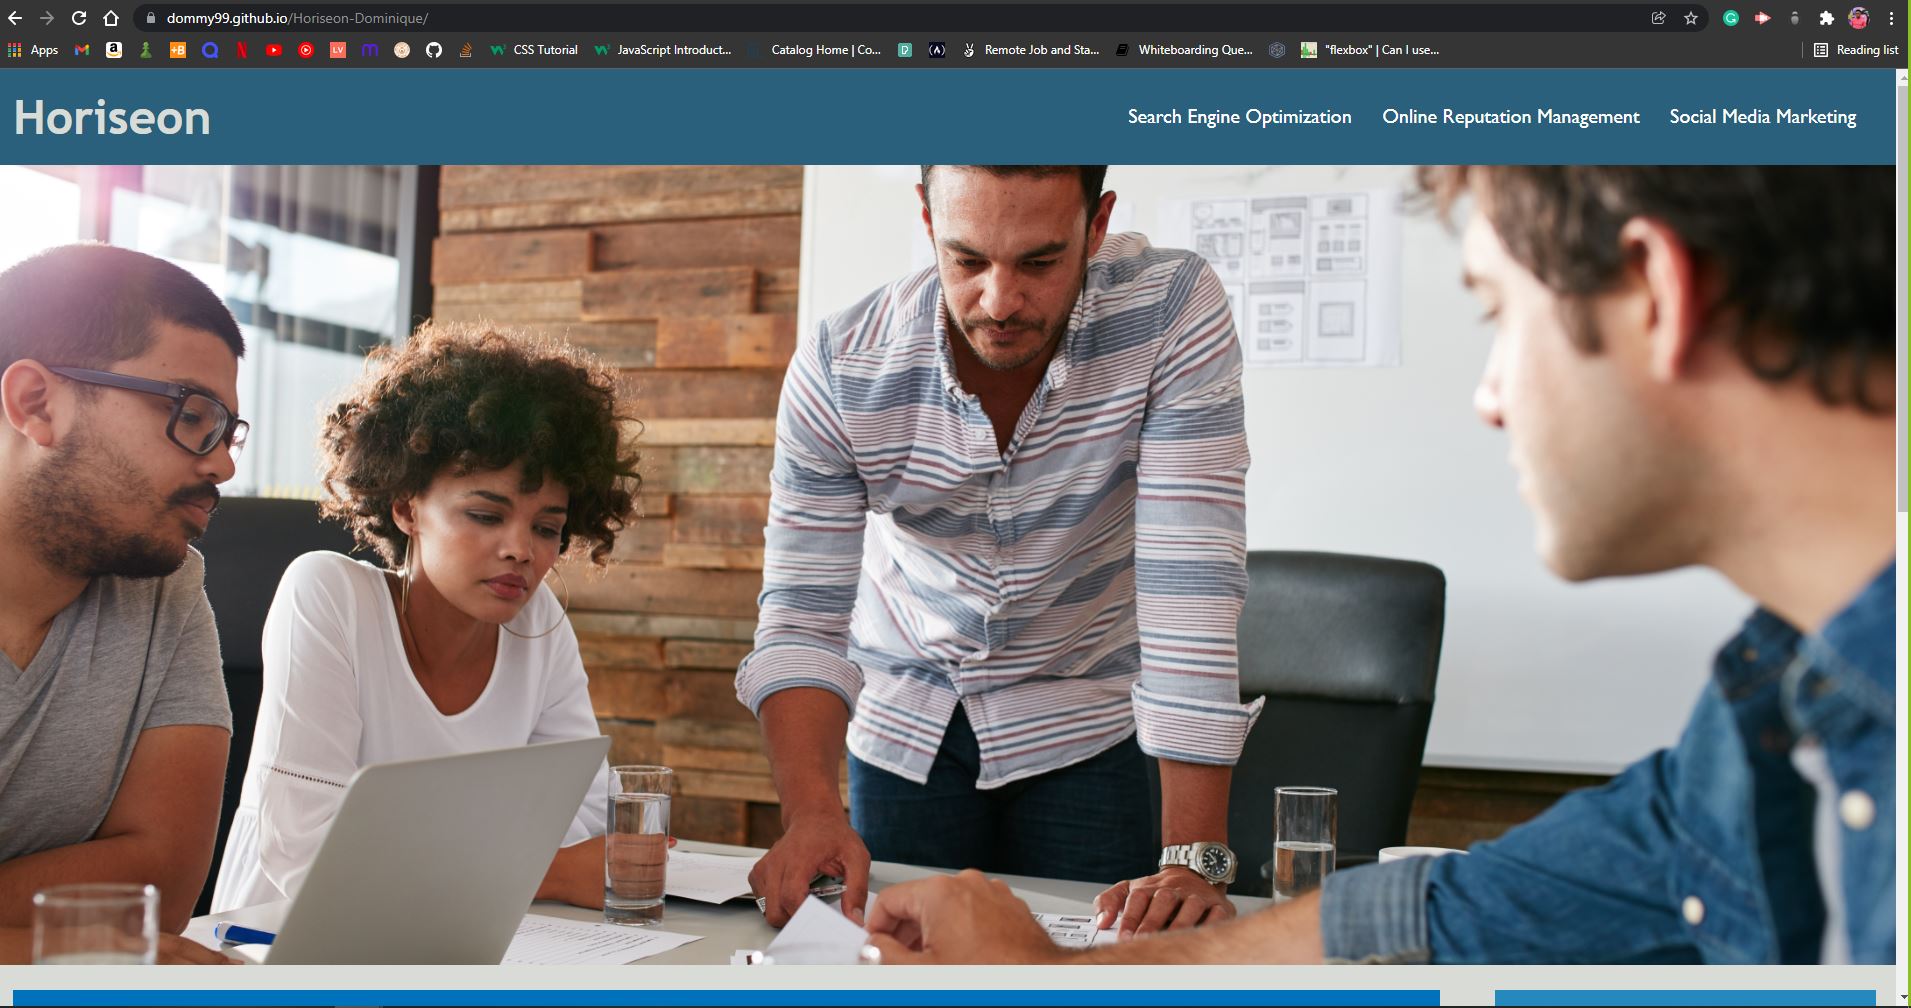 dommy99.github.io/Horiseon-Dominique/
Apps CSS Tutorial JavaScript Introduct... Catalog Home | Co... Remote Job and Sta... Whiteboarding Que... "flexbox" | Can I use... Reading list
Horiseon Search Engine Optimization Online Reputation Management Social Media Marketing